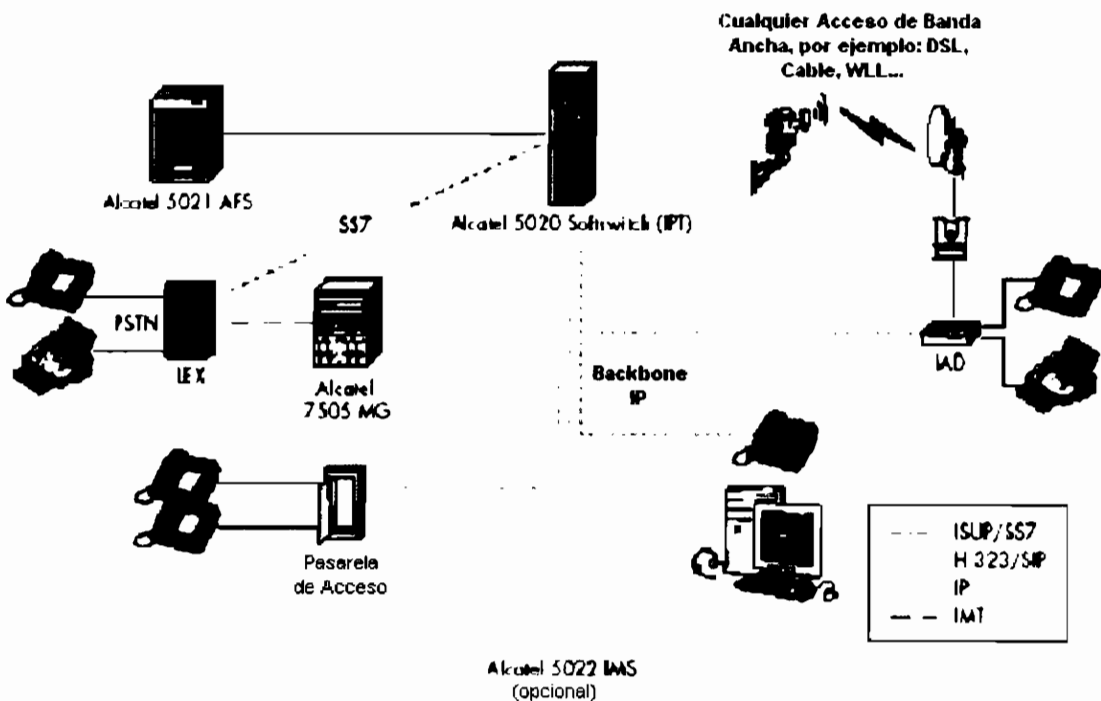 Cualquier Acceso de Banda
Ancha, por ejemplo: DSL,
Cable, WLL...
Alcatel 5021 AFS
SS7
Alcatel 5020 Softswitch (IPT)
PSTN
LEX
Alcatel
7505 MG
Backbone
IP
IAD
Pasarela
de Acceso
ISUP/SS7
H 323/SIP
IP
IMT
Alcatel 5022 IMS
(opcional)